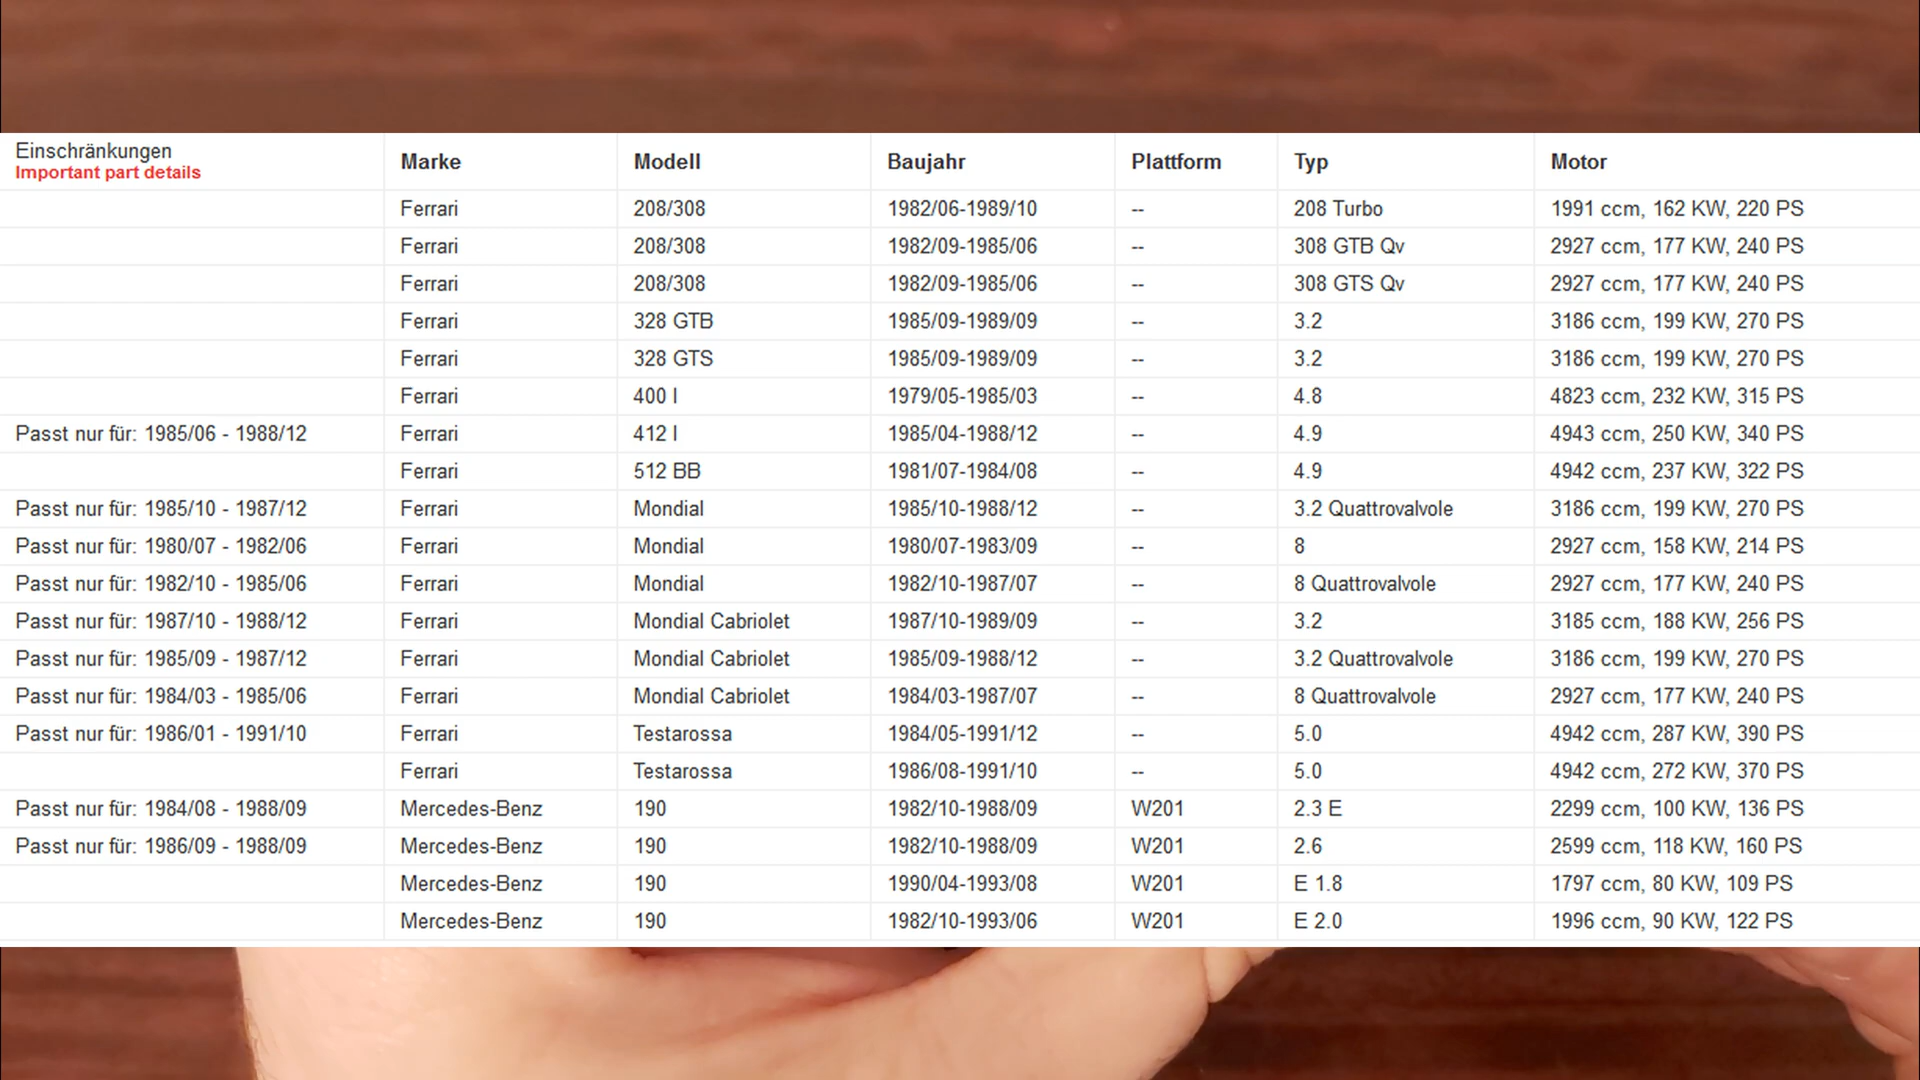 Einschränkungen Marke Modell Baujahr Plattform Typ Motor
Important part details
Ferrari 208/308 1982/06-1989/10 -- 208 Turbo 1991 ccm, 162 KW, 220 PS
Ferrari 208/308 1982/09-1985/06 -- 308 GTB Qv 2927 ccm, 177 KW, 240 PS
Ferrari 208/308 1982/09-1985/06 -- 308 GTS Qv 2927 ccm, 177 KW, 240 PS
Ferrari 328 GTB 1985/09-1989/09 -- 3.2 3186 ccm, 199 KW, 270 PS
Ferrari 328 GTS 1985/09-1989/09 -- 3.2 3186 ccm, 199 KW, 270 PS
Ferrari 400 I 1979/05-1985/03 -- 4.8 4823 ccm, 232 KW, 315 PS
Passt nur für: 1985/06 - 1988/12 Ferrari 412 I 1985/04-1988/12 -- 4.9 4943 ccm, 250 KW, 340 PS
Ferrari 512 BB 1981/07-1984/08 -- 4.9 4942 ccm, 237 KW, 322 PS
Passt nur für: 1985/10 - 1987/12 Ferrari Mondial 1985/10-1988/12 -- 3.2 Quattrovalvole 3186 ccm, 199 KW, 270 PS
Passt nur für: 1980/07 - 1982/06 Ferrari Mondial 1980/07-1983/09 -- 8 2927 ccm, 158 KW, 214 PS
Passt nur für: 1982/10 - 1985/06 Ferrari Mondial 1982/10-1987/07 -- 8 Quattrovalvole 2927 ccm, 177 KW, 240 PS
Passt nur für: 1987/10 - 1988/12 Ferrari Mondial Cabriolet 1987/10-1989/09 -- 3.2 3185 ccm, 188 KW, 256 PS
Passt nur für: 1985/09 - 1987/12 Ferrari Mondial Cabriolet 1985/09-1988/12 -- 3.2 Quattrovalvole 3186 ccm, 199 KW, 270 PS
Passt nur für: 1984/03 - 1985/06 Ferrari Mondial Cabriolet 1984/03-1987/07 -- 8 Quattrovalvole 2927 ccm, 177 KW, 240 PS
Passt nur für: 1986/01 - 1991/10 Ferrari Testarossa 1984/05-1991/12 -- 5.0 4942 ccm, 287 KW, 390 PS
Ferrari Testarossa 1986/08-1991/10 -- 5.0 4942 ccm, 272 KW, 370 PS
Passt nur für: 1984/08 - 1988/09 Mercedes-Benz 190 1982/10-1988/09 W201 2.3 E 2299 ccm, 100 KW, 136 PS
Passt nur für: 1986/09 - 1988/09 Mercedes-Benz 190 1982/10-1988/09 W201 2.6 2599 ccm, 118 KW, 160 PS
Mercedes-Benz 190 1990/04-1993/08 W201 E 1.8 1797 ccm, 80 KW, 109 PS
Mercedes-Benz 190 1982/10-1993/06 W201 E 2.0 1996 ccm, 90 KW, 122 PS